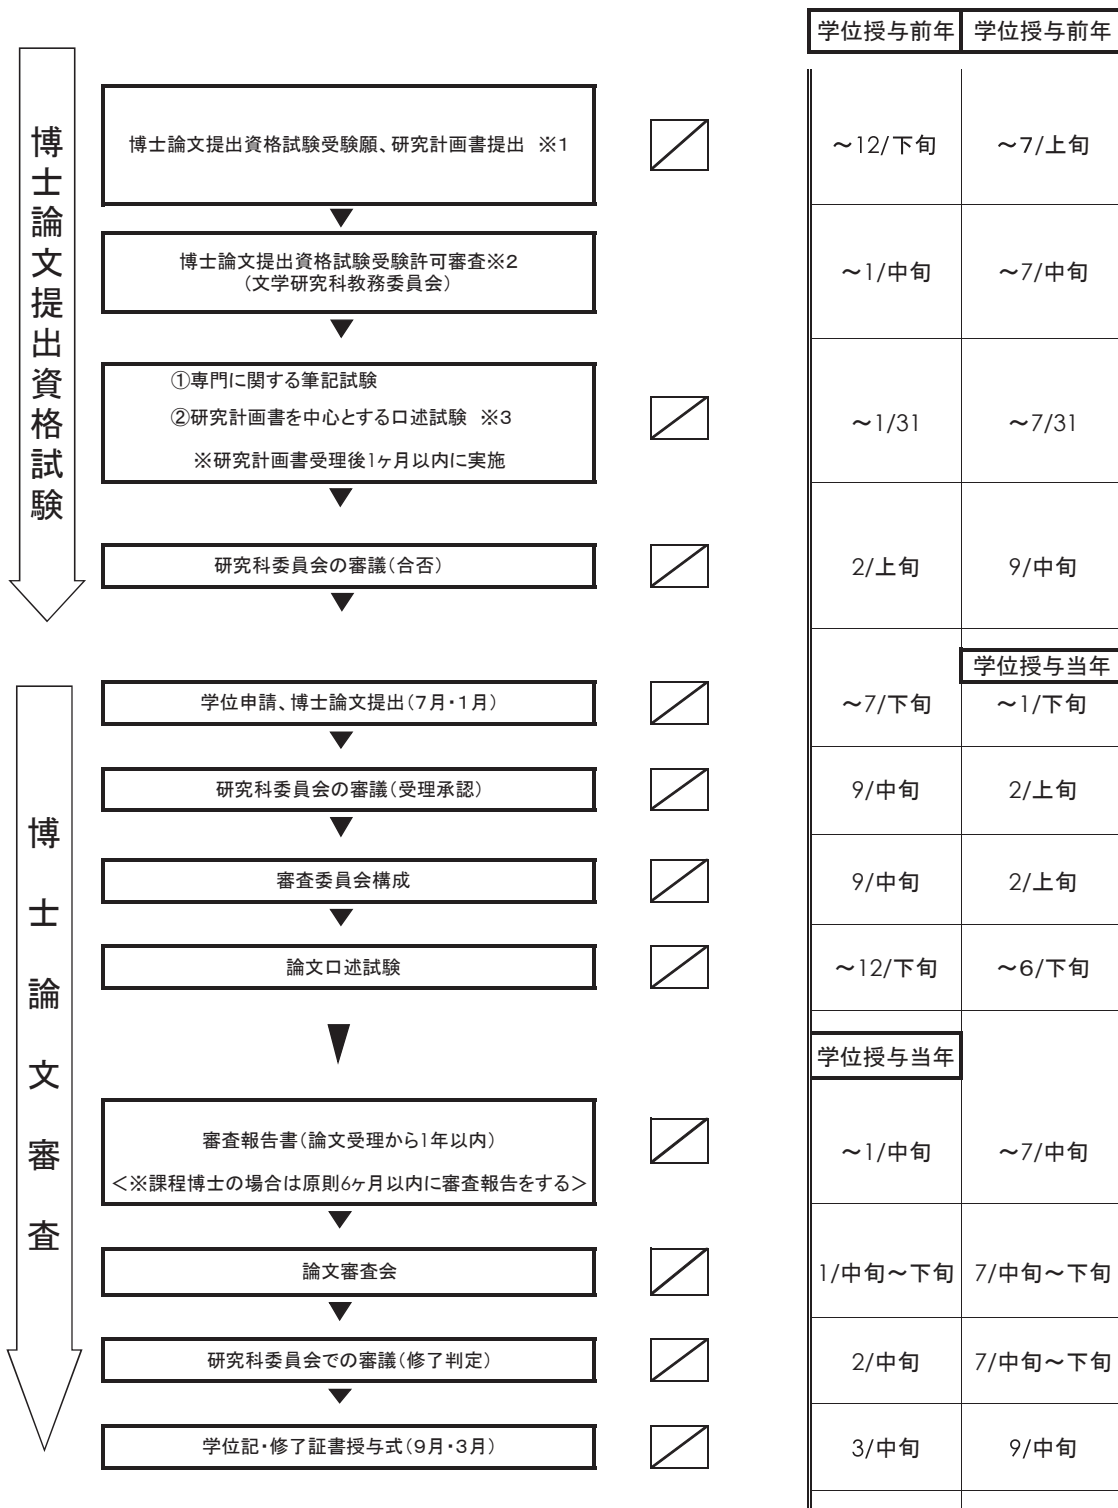 学位授与前年 学位授与前年
博士論文提出資格試験
博士論文提出資格試験受験願、研究計画書提出 ※1
～12/下旬 ～7/上旬
博士論文提出資格試験受験許可審査※2
(文学研究科教務委員会)
～1/中旬 ～7/中旬
①専門に関する筆記試験
②研究計画書を中心とする口述試験 ※3
※研究計画書受理後1ヶ月以内に実施
～1/31 ～7/31
研究科委員会の審議(合否)
2/上旬 9/中旬
博士論文審査
学位授与当年
学位申請、博士論文提出(7月・1月)
～7/下旬 ～1/下旬
研究科委員会の審議(受理承認)
9/中旬 2/上旬
審査委員会構成
9/中旬 2/上旬
論文口述試験
～12/下旬 ～6/下旬
学位授与当年
審査報告書(論文受理から1年以内)
<※課程博士の場合は原則6ヶ月以内に審査報告をする>
～1/中旬 ～7/中旬
論文審査会
1/中旬～下旬 7/中旬～下旬
研究科委員会での審議(修了判定)
2/中旬 7/中旬～下旬
学位記・修了証書授与式(9月・3月)
3/中旬 9/中旬